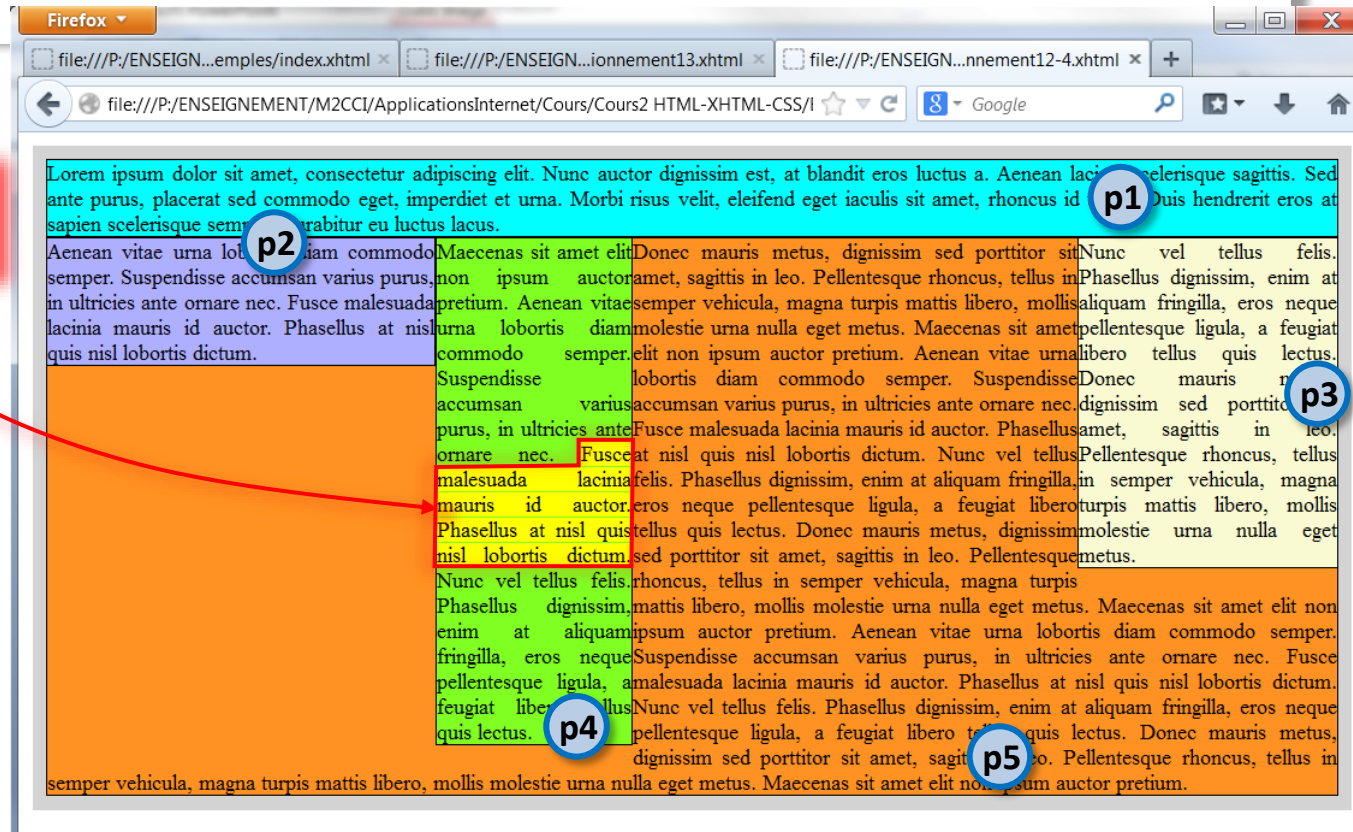 Firefox
file:///P:/ENSEIGN...emples/index.xhtml
file:///P:/ENSEIGN...ionnement13.xhtml
file:///P:/ENSEIGN...nnement12-4.xhtml
file:///P:/ENSEIGNEMENT/M2CCI/ApplicationsInternet/Cours/Cours2 HTML-XHTML-CSS/
Google
Lorem ipsum dolor sit amet, consectetur adipiscing elit. Nunc auctor dignissim est, at blandit eros luctus a. Aenean sagittis. Sed
ante purus, placerat sed commodo eget, imperdiet et urna. Morbi risus velit, eleifend eget iaculis sit amet, rhoncus id Duis hendrerit eros at
sapien scelerisque eu luctus lacus.
p1
Aenean vitae urna commodo
semper. Suspendisse accumsan varius purus,
in ultricies ante ornare nec. Fusce malesuada
lacinia mauris id auctor. Phasellus at nisl
quis nisl lobortis dictum.
p2
Maecenas sit amet elit
non ipsum auctor
pretium. Aenean vitae
urna lobortis diam
commodo semper.
Suspendisse
accumsan varius
purus, in ultricies ante
ornare nec. Fusce
malesuada lacinia
mauris id auctor.
Phasellus at nisl quis
nisl lobortis dictum.
Nunc vel tellus felis.
Phasellus dignissim,
enim at aliquam
fringilla, eros neque
pellentesque ligula, a
feugiat
quis lectus.
p4
Donec mauris metus, dignissim sed porttitor sit
amet, sagittis in leo. Pellentesque rhoncus, tellus in
semper vehicula, magna turpis mattis libero, mollis
molestie urna nulla eget metus. Maecenas sit amet
elit non ipsum auctor pretium. Aenean vitae urna
lobortis diam commodo semper. Suspendisse
accumsan varius purus, in ultricies ante ornare nec.
Fusce malesuada lacinia mauris id auctor. Phasellus
at nisl quis nisl lobortis dictum. Nunc vel tellus
felis. Phasellus dignissim, enim at aliquam fringilla,
eros neque pellentesque ligula, a feugiat libero
tellus quis lectus. Donec mauris metus, dignissim
sed porttitor sit amet, sagittis in leo. Pellentesque
rhoncus, tellus in semper vehicula, magna turpis
mattis libero, mollis molestie urna nulla eget metus. Maecenas sit amet elit non
ipsum auctor pretium. Aenean vitae urna lobortis diam commodo semper.
Suspendisse accumsan varius purus, in ultricies ante ornare nec. Fusce
malesuada lacinia mauris id auctor. Phasellus at nisl quis nisl lobortis dictum.
Nunc vel tellus felis. Phasellus dignissim, enim at aliquam fringilla, eros neque
pellentesque ligula, a feugiat libero quis lectus. Donec mauris metus,
dignissim sed porttitor sit amet, Pellentesque rhoncus, tellus in
semper vehicula, magna turpis mattis libero, mollis molestie urna nulla eget metus. Maecenas sit amet elit auctor pretium.
p5
Nunc vel tellus felis.
Phasellus dignissim, enim at
aliquam fringilla, eros neque
pellentesque ligula, a feugiat
libero tellus quis lectus.
Donec mauris
dignissim sed
amet, sagittis in leo.
Pellentesque rhoncus, tellus
in semper vehicula, magna
turpis mattis libero, mollis
molestie urna nulla eget
metus.
p3